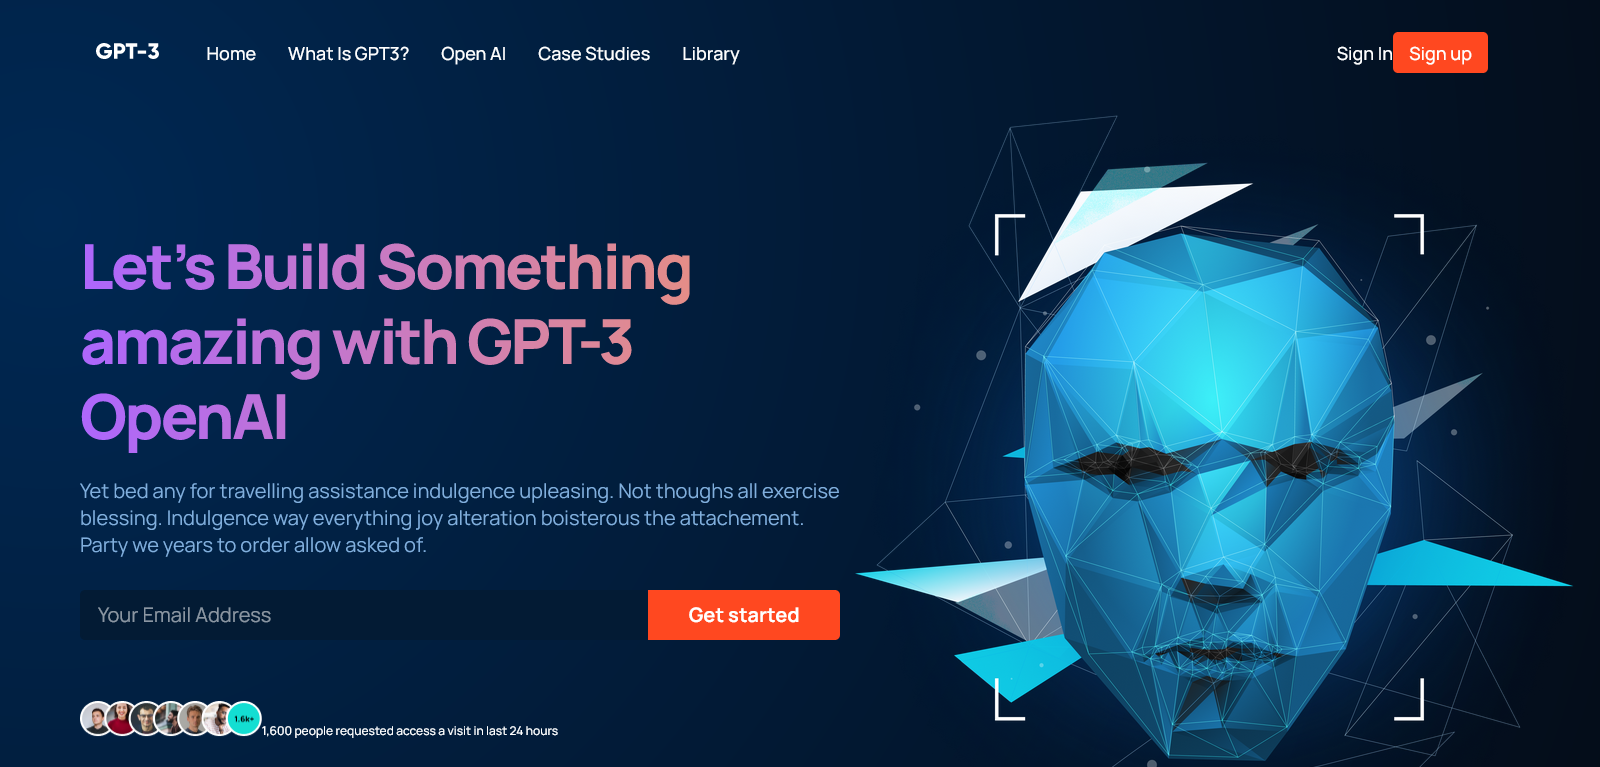 GPT-3 Home What Is GPT3? Open AI Case Studies Library Sign In Sign up
Let's Build Something
amazing with GPT-3
OpenAI
Yet bed any for travelling assistance indulgence upleasing. Not thoughs all exercise
blessing. Indulgence way everything joy alteration boisterous the attachement.
Party we years to order allow asked of.
Your Email Address Get started
1.6k+ 1,600 people requested access a visit in last 24 hours